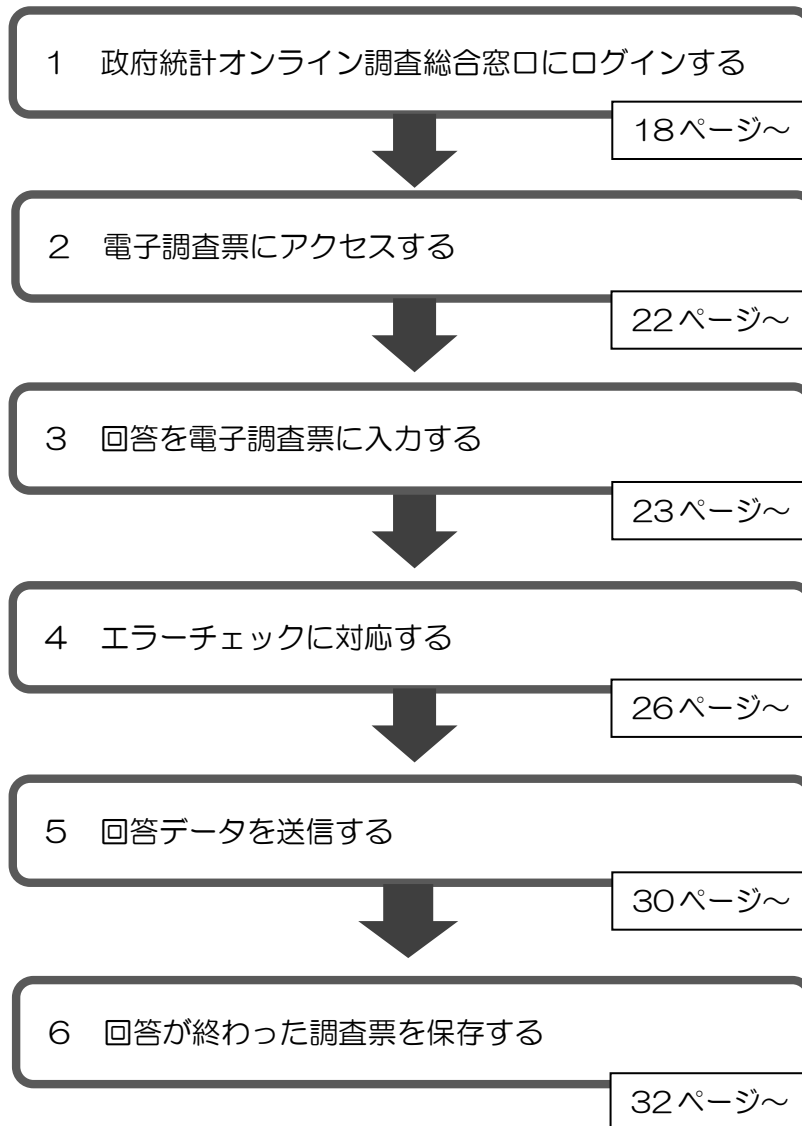 １　政府統計オンライン調査総合窓口にログインする
18ページ～
２　電子調査票にアクセスする
22ページ～
３　回答を電子調査票に入力する
23ページ～
４　エラーチェックに対応する
26ページ～
５　回答データを送信する
30ページ～
６　回答が終わった調査票を保存する
32ページ～